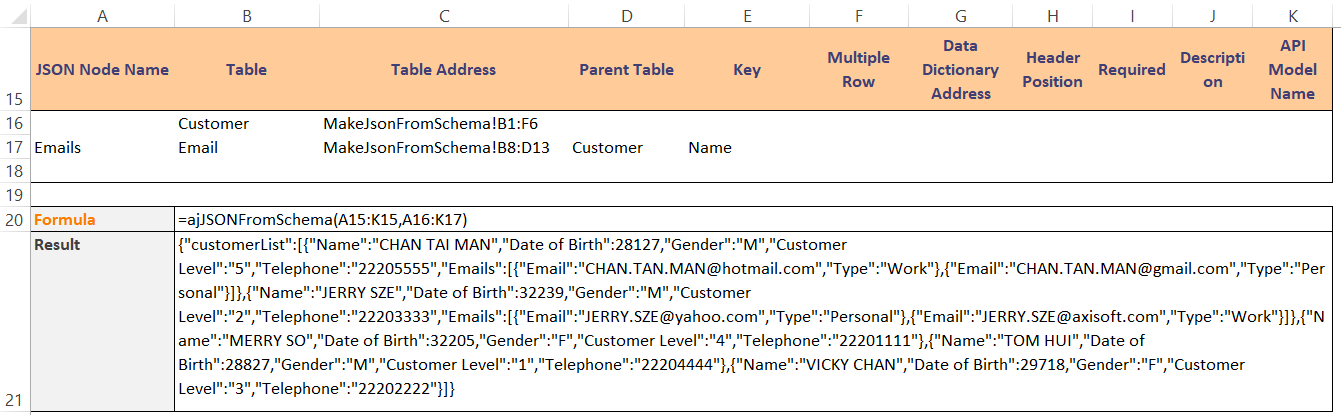 A B C D E F G H I J K
15 JSON Node Name Table Table Address Parent Table Key Multiple Row Data Dictionary Address Header Position Required Descripti on API Model Name
16 Customer MakeJsonFromSchema!B1:F6
17 Emails Email MakeJsonFromSchema!B8:D13 Customer Name
18
19
20 Formula =ajJSONFromSchema(A15:K15,A16:K17)
Result {"customerList":[{"Name":"CHAN TAI MAN","Date of Birth":28127,"Gender":"M","Customer
Level":"5","Telephone":"22205555","Emails":[{"Email":"CHAN.TAN.MAN@hotmail.com","Type":"Work"},{"Email":"CHAN.TAN.MAN@gmail.com","Type":"Per
sonal"}]},{"Name":"JERRY SZE","Date of Birth":32239,"Gender":"M","Customer
Level":"2","Telephone":"22203333","Emails":[{"Email":"JERRY.SZE@yahoo.com","Type":"Personal"},{"Email":"JERRY.SZE@axisoft.com","Type":"Work"}]},{"N
ame":"MERRY SO","Date of Birth":32205,"Gender":"F","Customer Level":"4","Telephone":"22201111"},{"Name":"TOM HUI","Date of
Birth":28827,"Gender":"M","Customer Level":"1","Telephone":"22204444"},{"Name":"VICKY CHAN","Date of Birth":29718,"Gender":"F","Customer
21 Level":"3","Telephone":"22202222"}]}